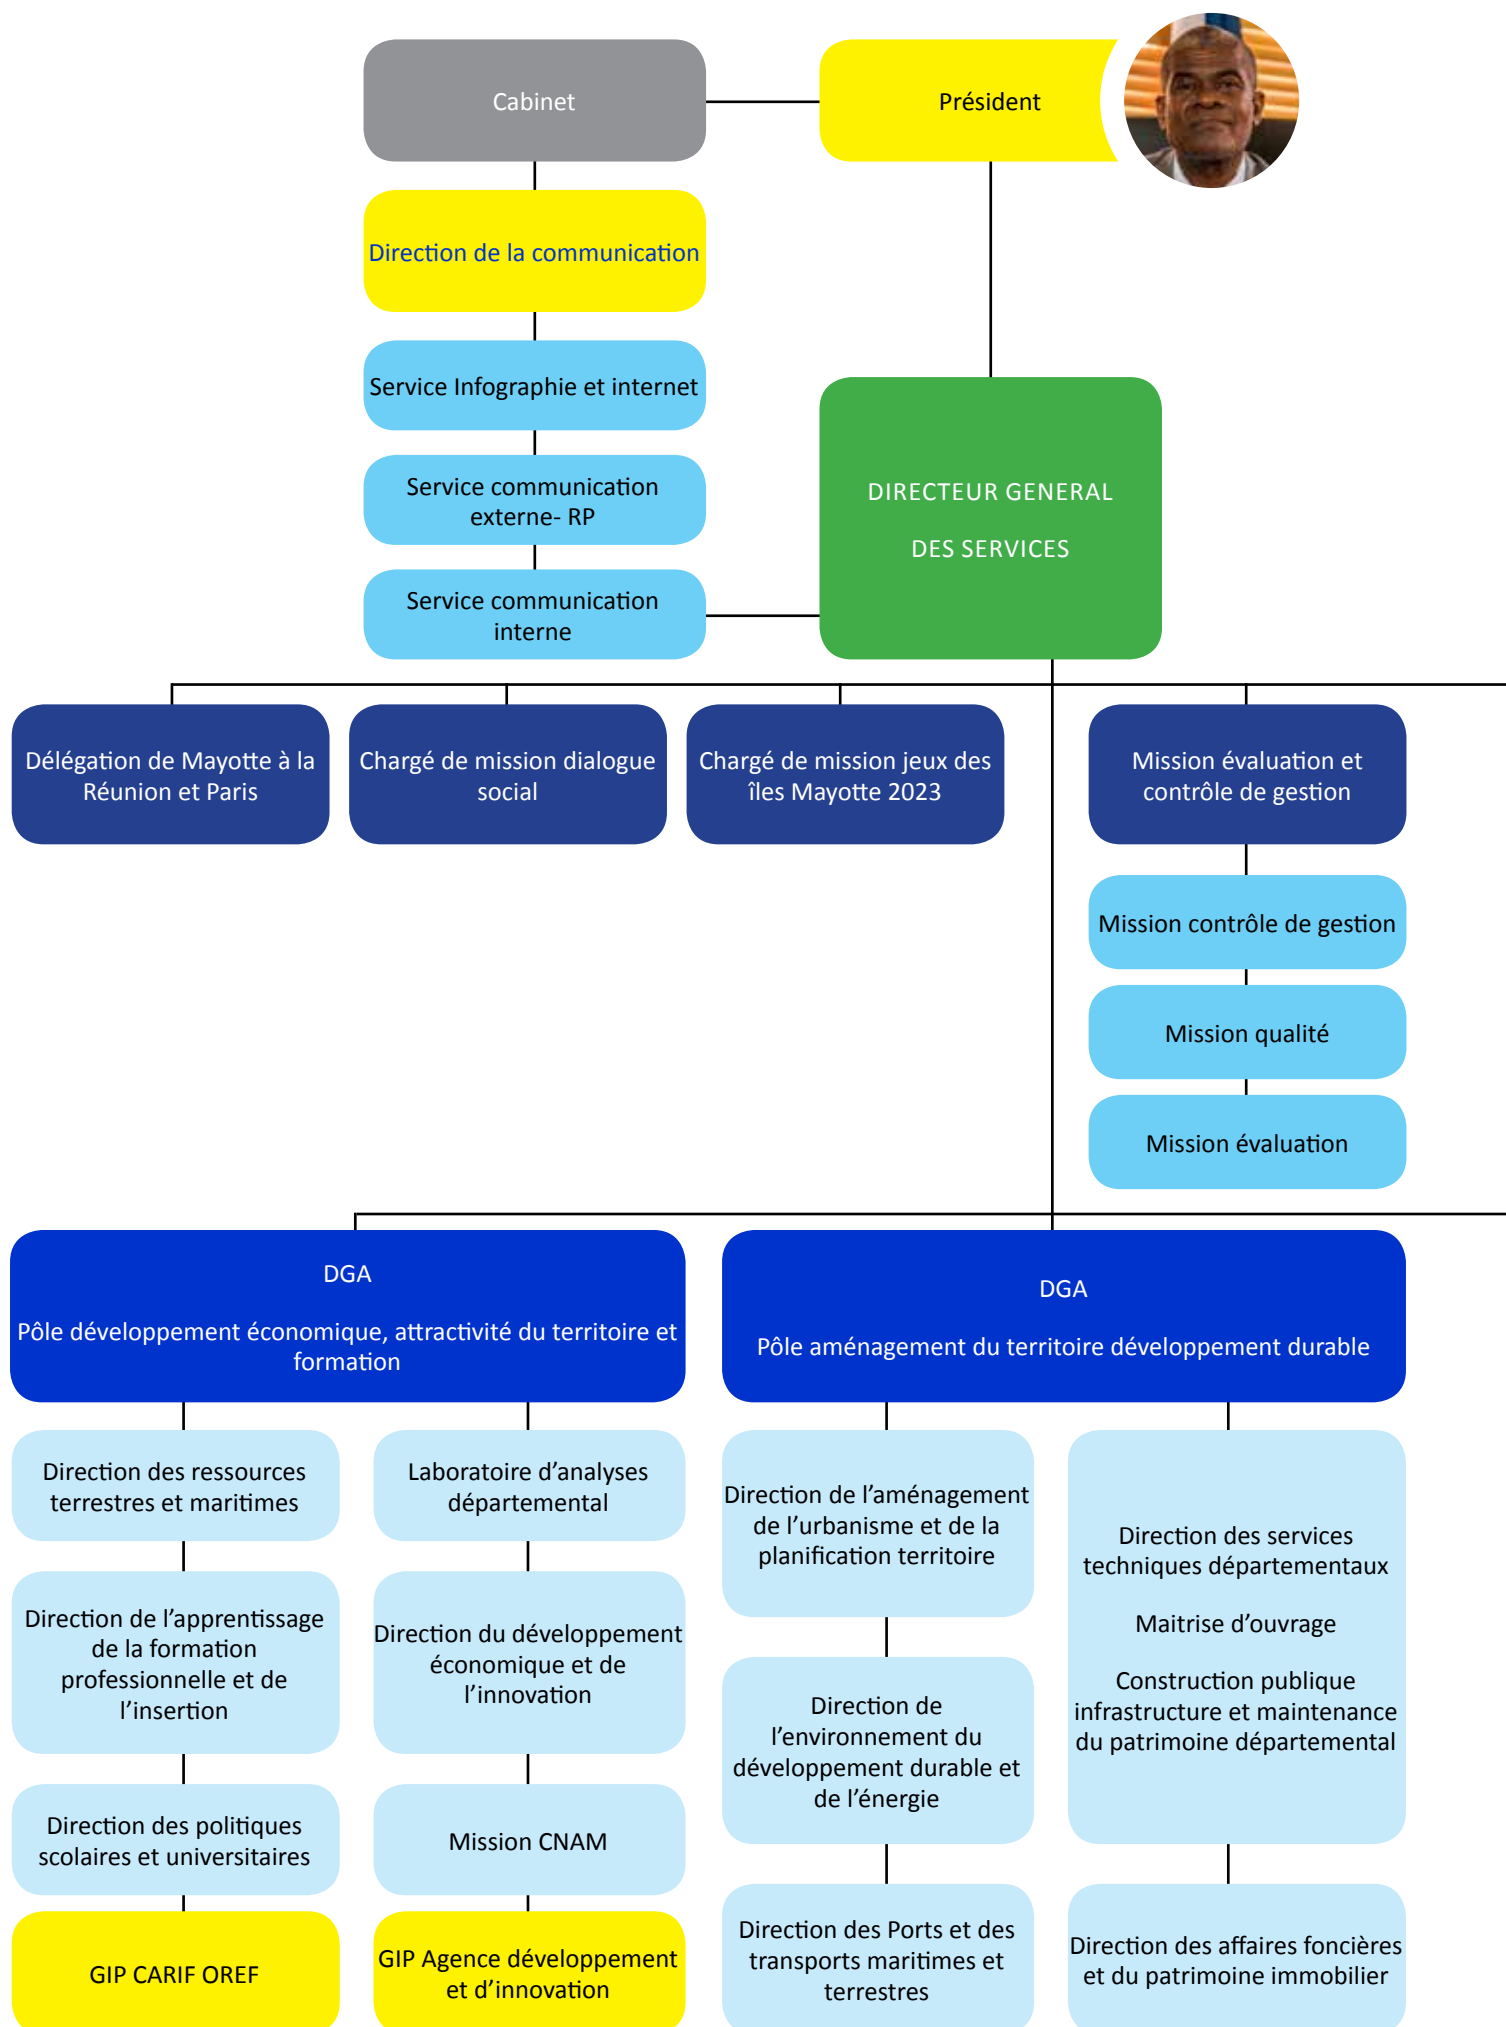 Cabinet
Président
Direction de la communication
Service Infographie et internet
Service communication
externe- RP
Service communication
interne
DIRECTEUR GENERAL
DES SERVICES
Délégation de Mayotte à la
Réunion et Paris
Chargé de mission dialogue
social
Chargé de mission jeux des
îles Mayotte 2023
Mission évaluation et
contrôle de gestion
Mission contrôle de gestion
Mission qualité
Mission évaluation
DGA
Pôle développement économique, attractivité du territoire et
formation
DGA
Pôle aménagement du territoire développement durable
Direction des ressources
terrestres et maritimes
Direction de l’apprentissage
de la formation
professionnelle et de
l’insertion
Direction des politiques
scolaires et universitaires
GIP CARIF OREF
Laboratoire d’analyses
départemental
Direction du développement
économique et de
l’innovation
Mission CNAM
GIP Agence développement
et d’innovation
Direction de l’aménagement
de l’urbanisme et de la
planification territoire
Direction de
l’environnement du
développement durable et
de l’énergie
Direction des Ports et des
transports maritimes et
terrestres
Direction des services
techniques départementaux
Maitrise d’ouvrage
Construction publique
infrastructure et maintenance
du patrimoine départemental
Direction des affaires foncières
et du patrimoine immobilier